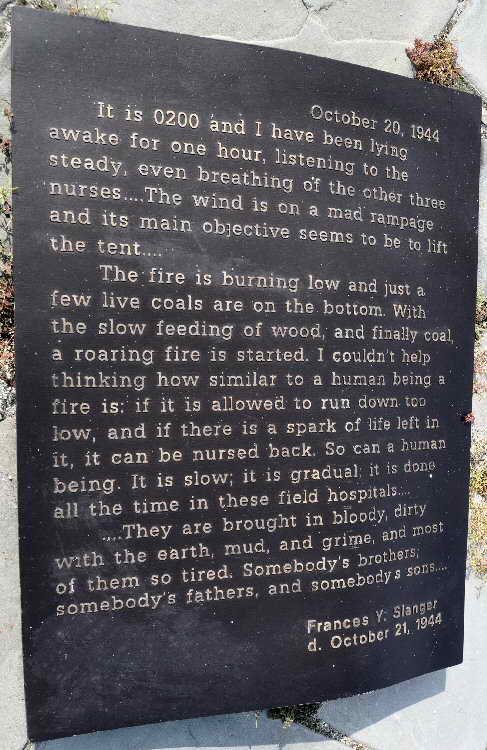 October 20, 1944
It is 0200 and I have been lying
awake for one hour, listening to the
steady, even breathing of the other three
nurses....The wind is on a mad rampage
and its main objective seems to be to lift
the tent....
The fire is burning low and just a
few live coals are on the bottom. With
the slow feeding of wood, and finally coal,
a roaring fire is started. I couldn't help
thinking how similar to a human being a
fire is; if it is allowed to run down too
low, and if there is a spark of life left in
it, it can be nursed back. So can a human
being. It is slow; it is gradual; it is done
all the time in these field hospitals....
....They are brought in bloody, dirty
with the earth, mud, and grime, and most
of them so tired. Somebody's brothers;
somebody's fathers, and somebody's sons....
Frances Y. Slanger
d. October 21, 1944